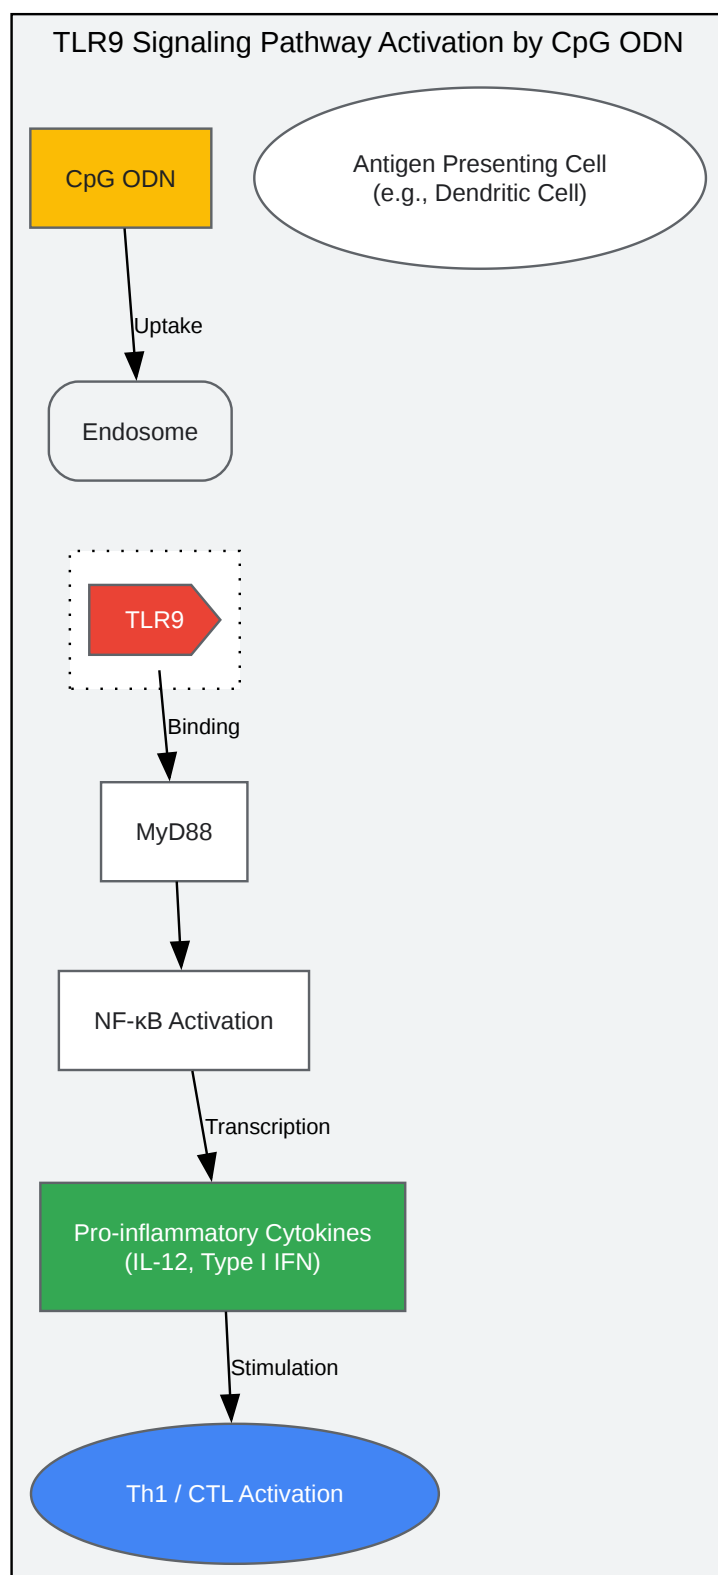 TLR9 Signaling Pathway Activation by CpG ODN
CpG ODN
Antigen Presenting Cell
(e.g., Dendritic Cell)
Uptake
Endosome
TLR9
Binding
MyD88
NF-κB Activation
Transcription
Pro-inflammatory Cytokines
(IL-12, Type I IFN)
Stimulation
Th1 / CTL Activation